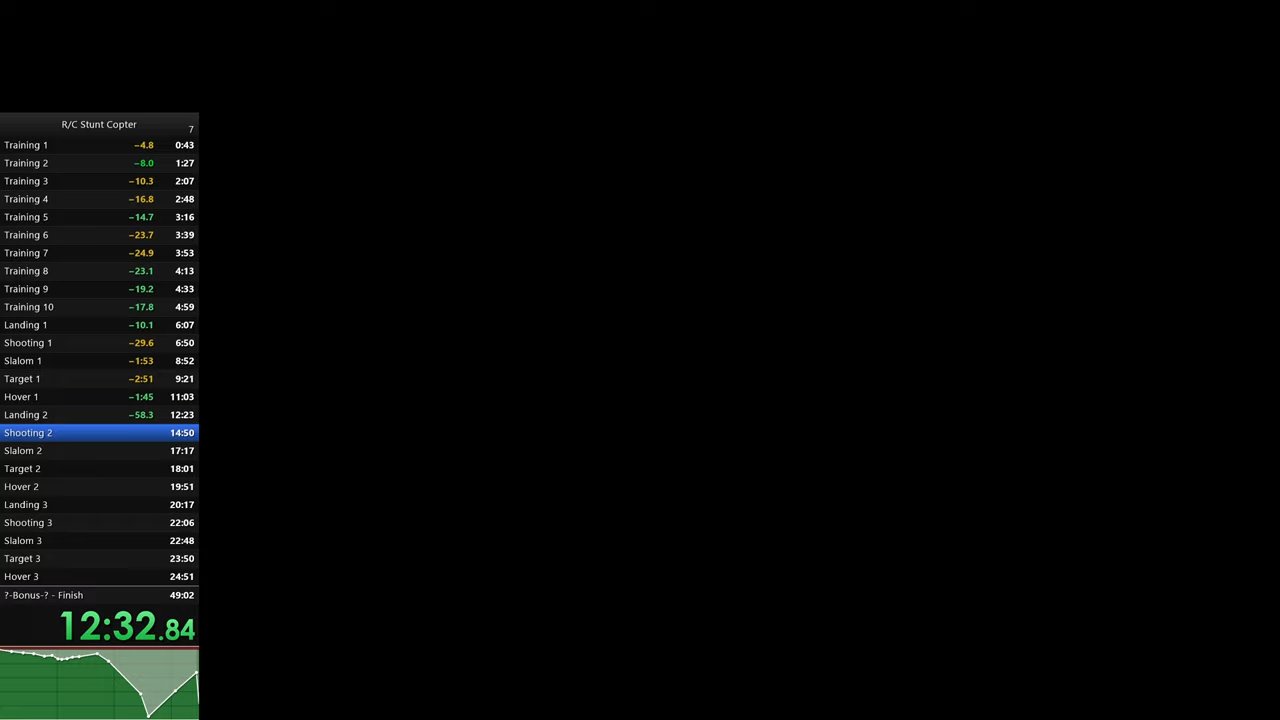 R/C Stunt Copter
7
Training 1 −4.8 0:43
Training 2 −8.0 1:27
Training 3 −10.3 2:07
Training 4 −16.8 2:48
Training 5 −14.7 3:16
Training 6 −23.7 3:39
Training 7 −24.9 3:53
Training 8 −23.1 4:13
Training 9 −19.2 4:33
Training 10 −17.8 4:59
Landing 1 −10.1 6:07
Shooting 1 −29.6 6:50
Slalom 1 −1:53 8:52
Target 1 −2:51 9:21
Hover 1 −1:45 11:03
Landing 2 −58.3 12:23
Shooting 2 14:50
Slalom 2 17:17
Target 2 18:01
Hover 2 19:51
Landing 3 20:17
Shooting 3 22:06
Slalom 3 22:48
Target 3 23:50
Hover 3 24:51
?-Bonus-? - Finish 49:02
12:32.84